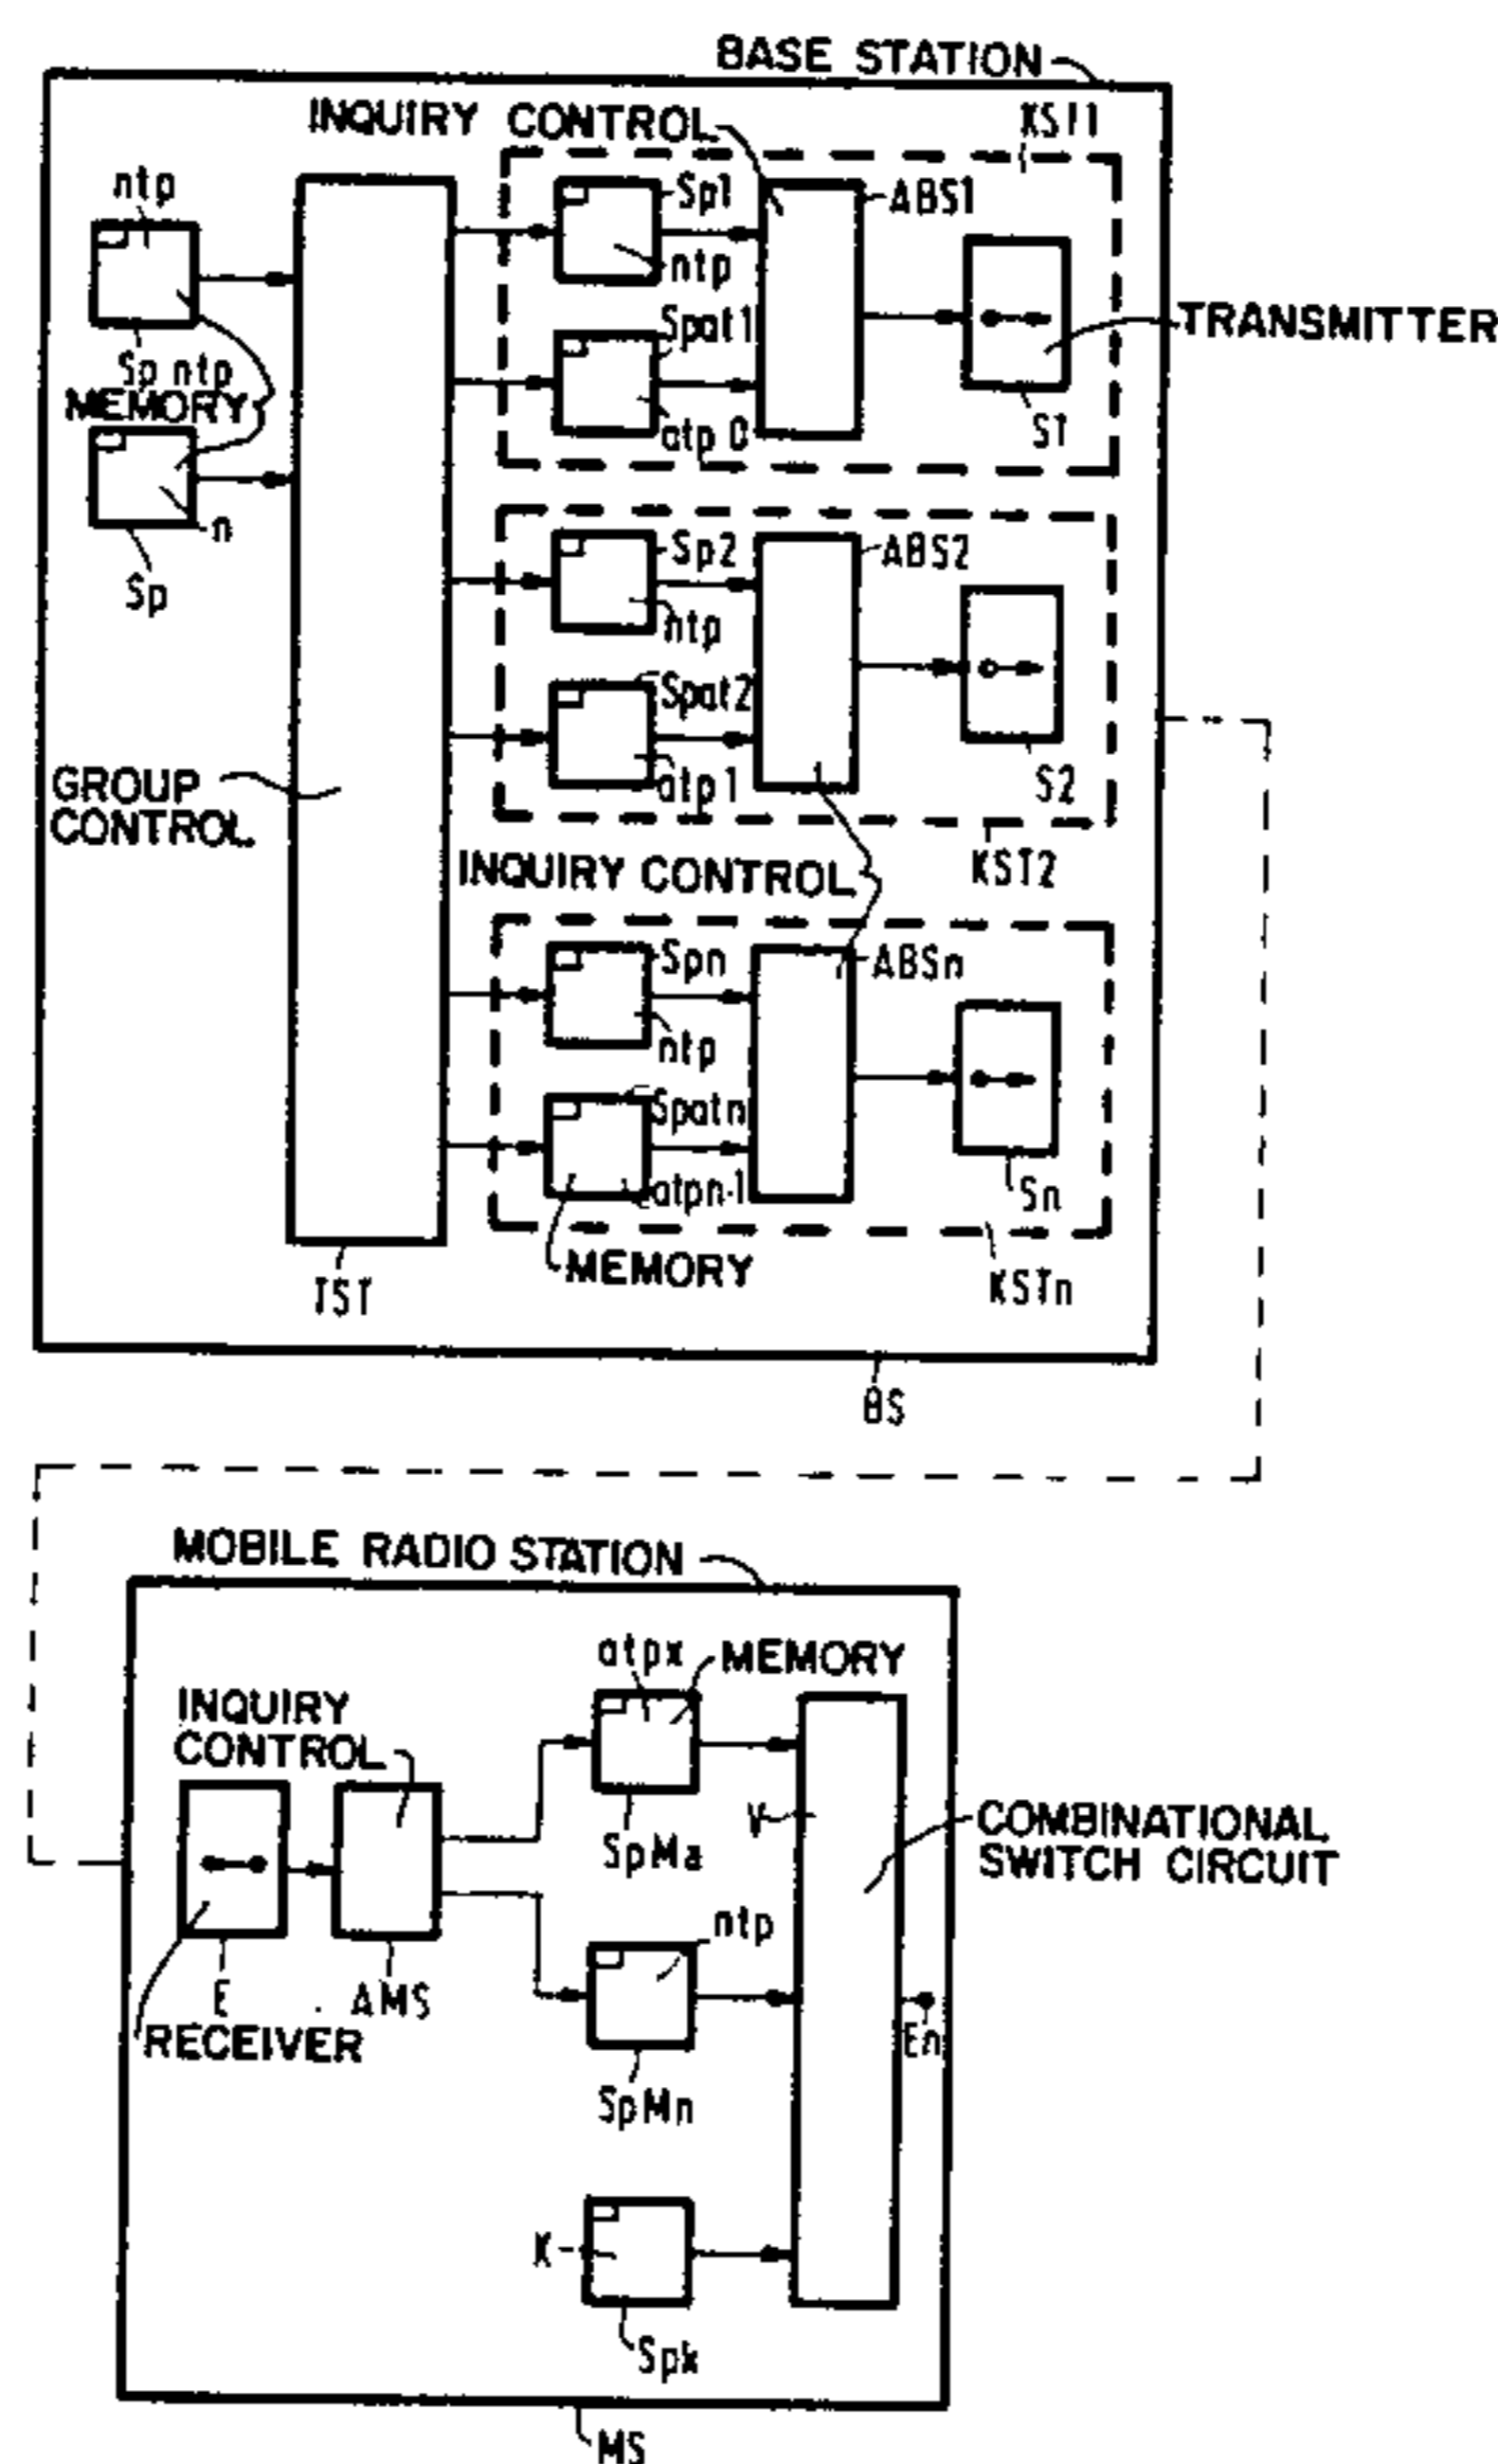 BASE STATION
INQUIRY CONTROL
KST1
ntp
Sp1
ABS1
ntp
Spat1
TRANSMITTER
Sp ntp
MEMORY
atp 0
S1
n
Sp2
ABS2
Sp
ntp
Spat2
GROUP
CONTROL
atp1
S2
INQUIRY CONTROL
KST2
Spn
ABSn
ntp
Spatn
atpn-1
Sn
MEMORY
TST
KSTn
BS
MOBILE RADIO STATION
atpx
MEMORY
INQUIRY
CONTROL
V
COMBINATIONAL
SWITCH CIRCUIT
SpMa
ntp
E
AMS
RECEIVER
En
SpMn
K
Spk
MS